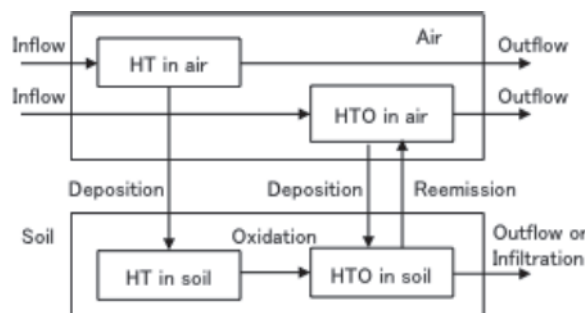 Inflow
Air
Outflow
HT in air
Inflow
Outflow
HTO in air
Deposition
Deposition
Reemission
Soil
Oxidation
Outflow or
Infiltration
HT in soil
HTO in soil